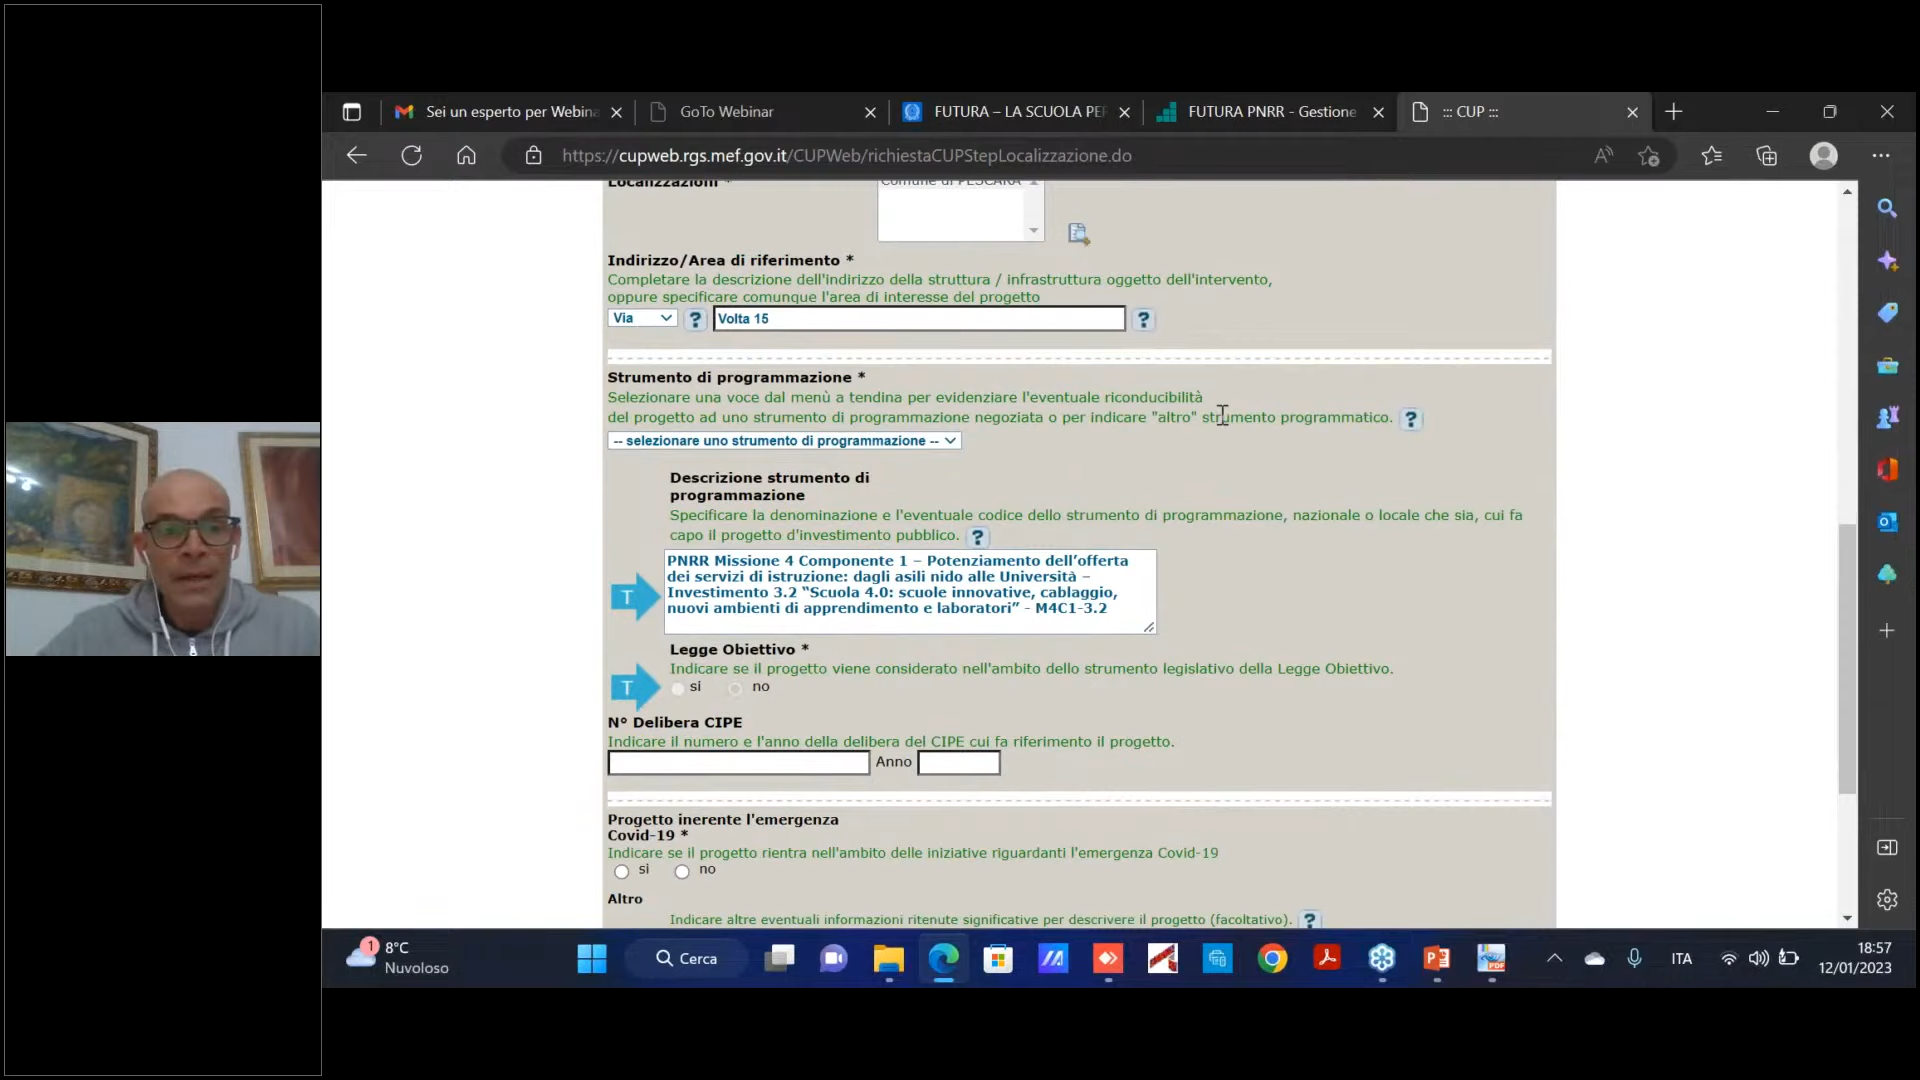 Sei un esperto per Webina
GoTo Webinar
FUTURA – LA SCUOLA PER
FUTURA PNRR - Gestione
::: CUP :::
https://cupweb.rgs.mef.gov.it/CUPWeb/richiestaCUPStepLocalizzazione.do
Localizzazioni *
Comune di PESCARA
Indirizzo/Area di riferimento *
Completare la descrizione dell'indirizzo della struttura / infrastruttura oggetto dell'intervento,
oppure specificare comunque l'area di interesse del progetto
Via ? Volta 15 ?
Strumento di programmazione *
Selezionare una voce dal menù a tendina per evidenziare l'eventuale riconducibilità
del progetto ad uno strumento di programmazione negoziata o per indicare "altro" strumento programmatico. ?
-- selezionare uno strumento di programmazione --
Descrizione strumento di
programmazione
Specificare la denominazione e l'eventuale codice dello strumento di programmazione, nazionale o locale che sia, cui fa
capo il progetto d'investimento pubblico. ?
PNRR Missione 4 Componente 1 – Potenziamento dell’offerta
dei servizi di istruzione: dagli asili nido alle Università –
T
Investimento 3.2 “Scuola 4.0: scuole innovative, cablaggio,
nuovi ambienti di apprendimento e laboratori” - M4C1-3.2
Legge Obiettivo *
Indicare se il progetto viene considerato nell'ambito dello strumento legislativo della Legge Obiettivo.
T si no
N° Delibera CIPE
Indicare il numero e l'anno della delibera del CIPE cui fa riferimento il progetto.
Anno
Progetto inerente l'emergenza
Covid-19 *
Indicare se il progetto rientra nell'ambito delle iniziative riguardanti l'emergenza Covid-19
si no
Altro
Indicare altre eventuali informazioni ritenute significative per descrivere il progetto (facoltativo). ?
1
8°C
Nuvoloso
Cerca
ITA
18:57
12/01/2023